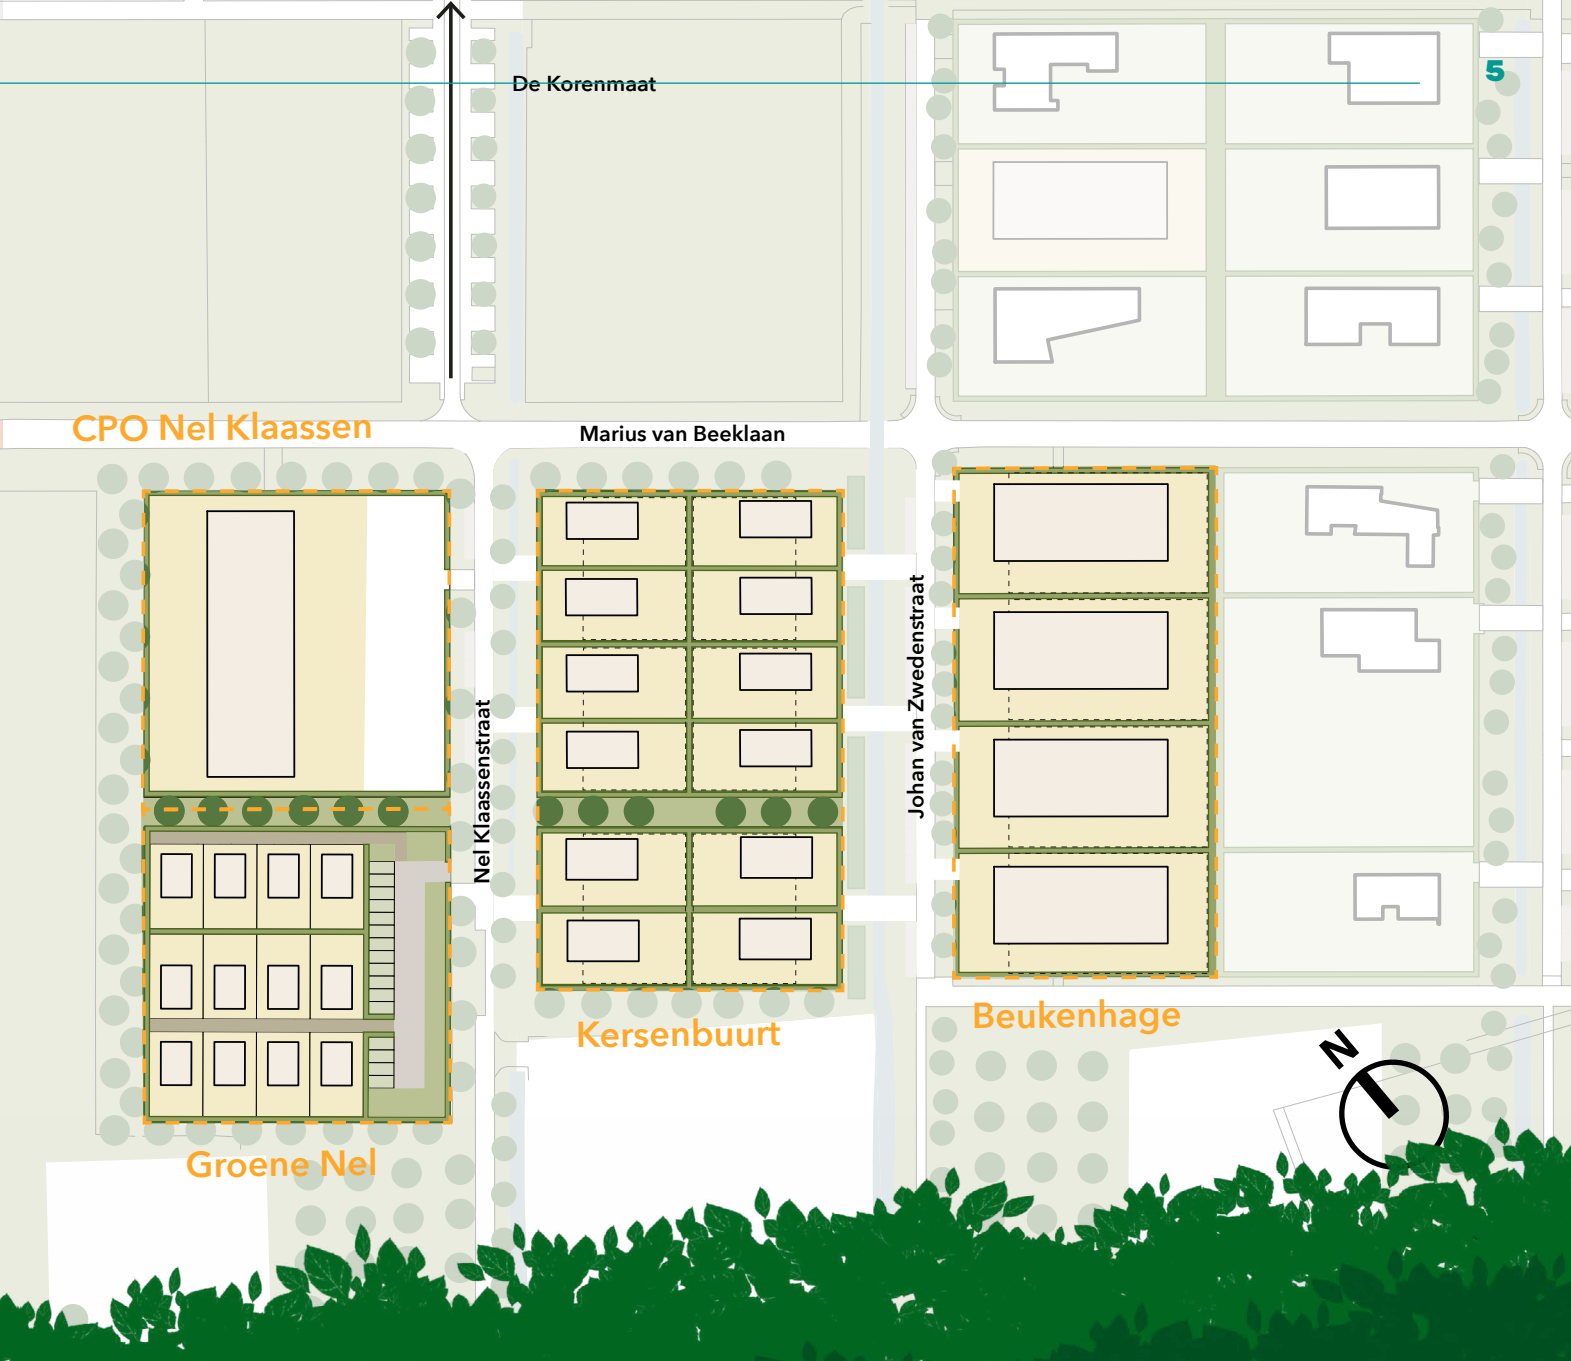 5
De Korenmaat
CPO Nel Klaassen
Marius van Beeklaan
Nel Klaassenstraat
Johan van Zwedenstraat
Kersenbuurt
Beukenhage
N
Groene Nel